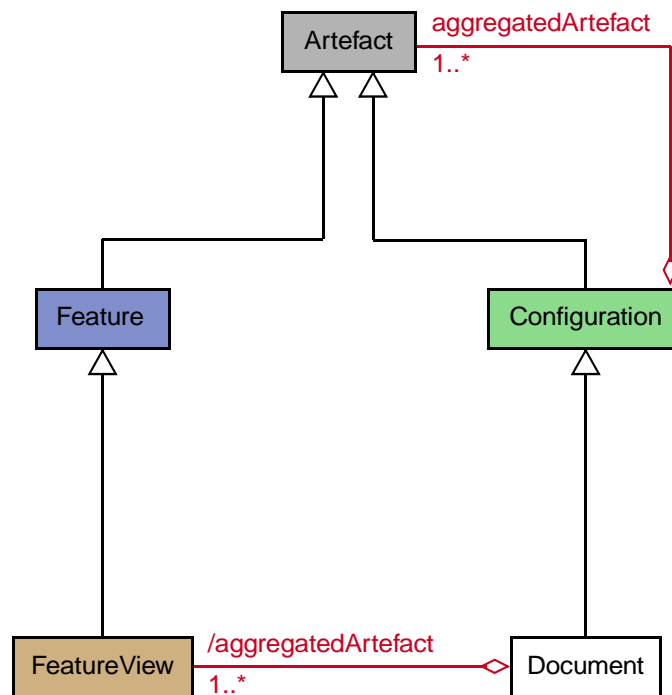 Artefact
aggregatedArtefact
1..*
Feature
Configuration
FeatureView
/aggregatedArtefact
1..*
Document